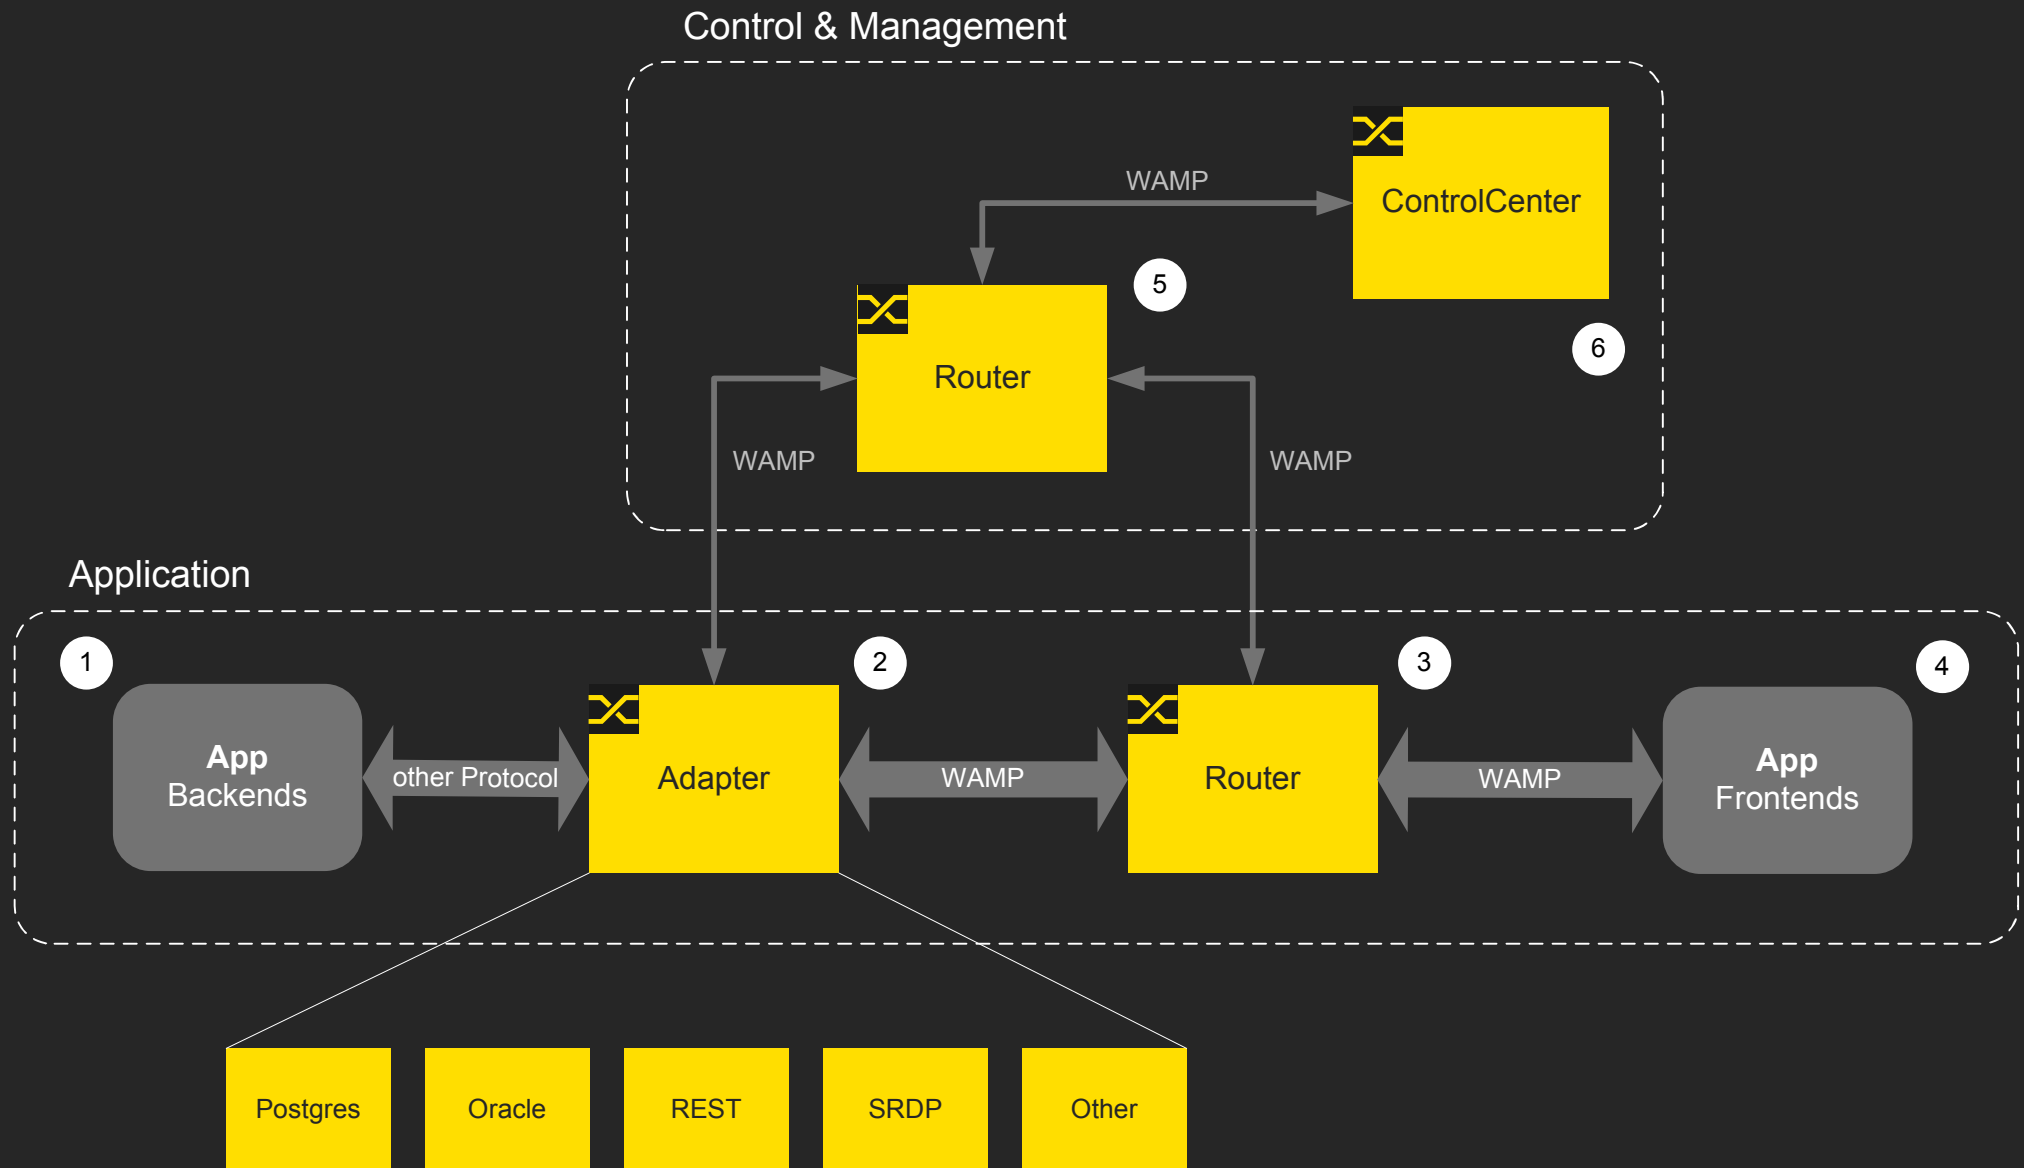 Control & Management
WAMP
ControlCenter
5
6
Router
WAMP
WAMP
Application
1
2
3
4
App
Backends
other Protocol
Adapter
WAMP
Router
WAMP
App
Frontends
Postgres
Oracle
REST
SRDP
Other